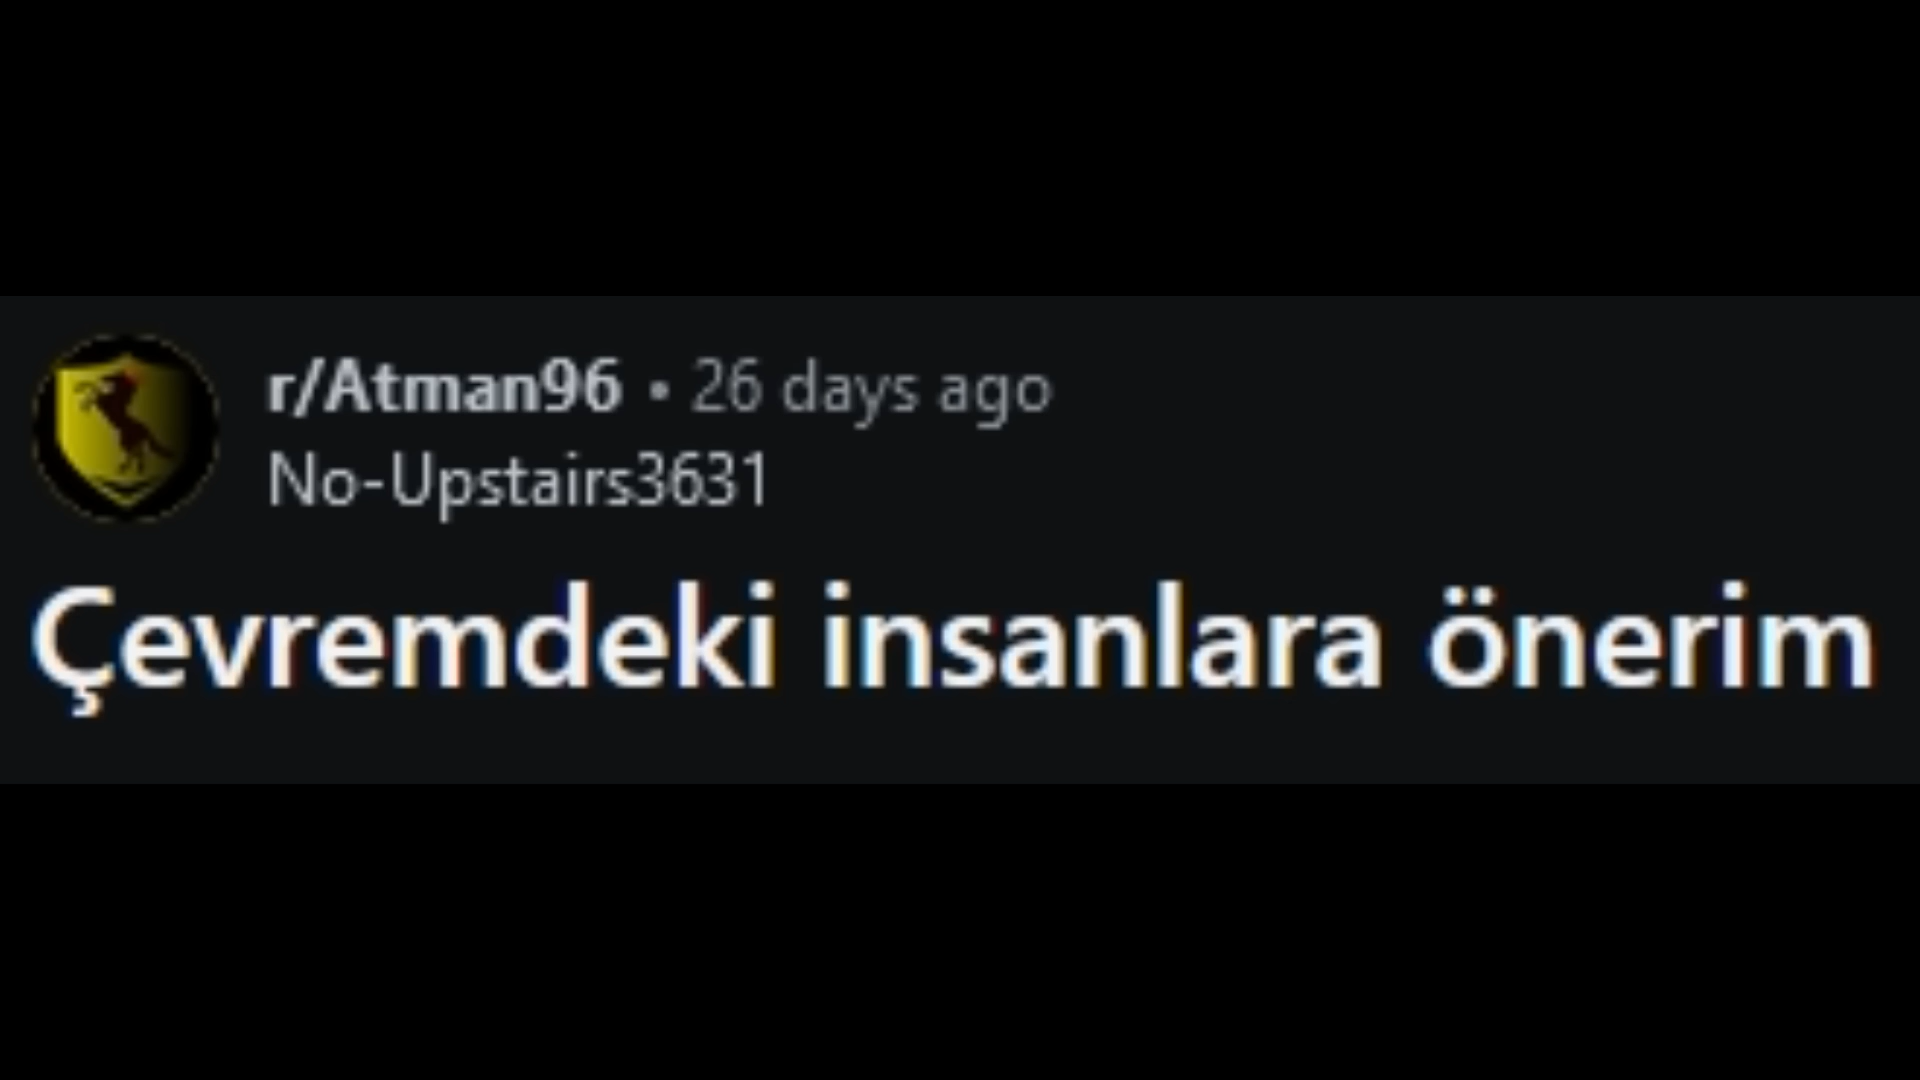 r/Atman96 • 26 days ago
No-Upstairs3631
Çevremdeki insanlara önerim